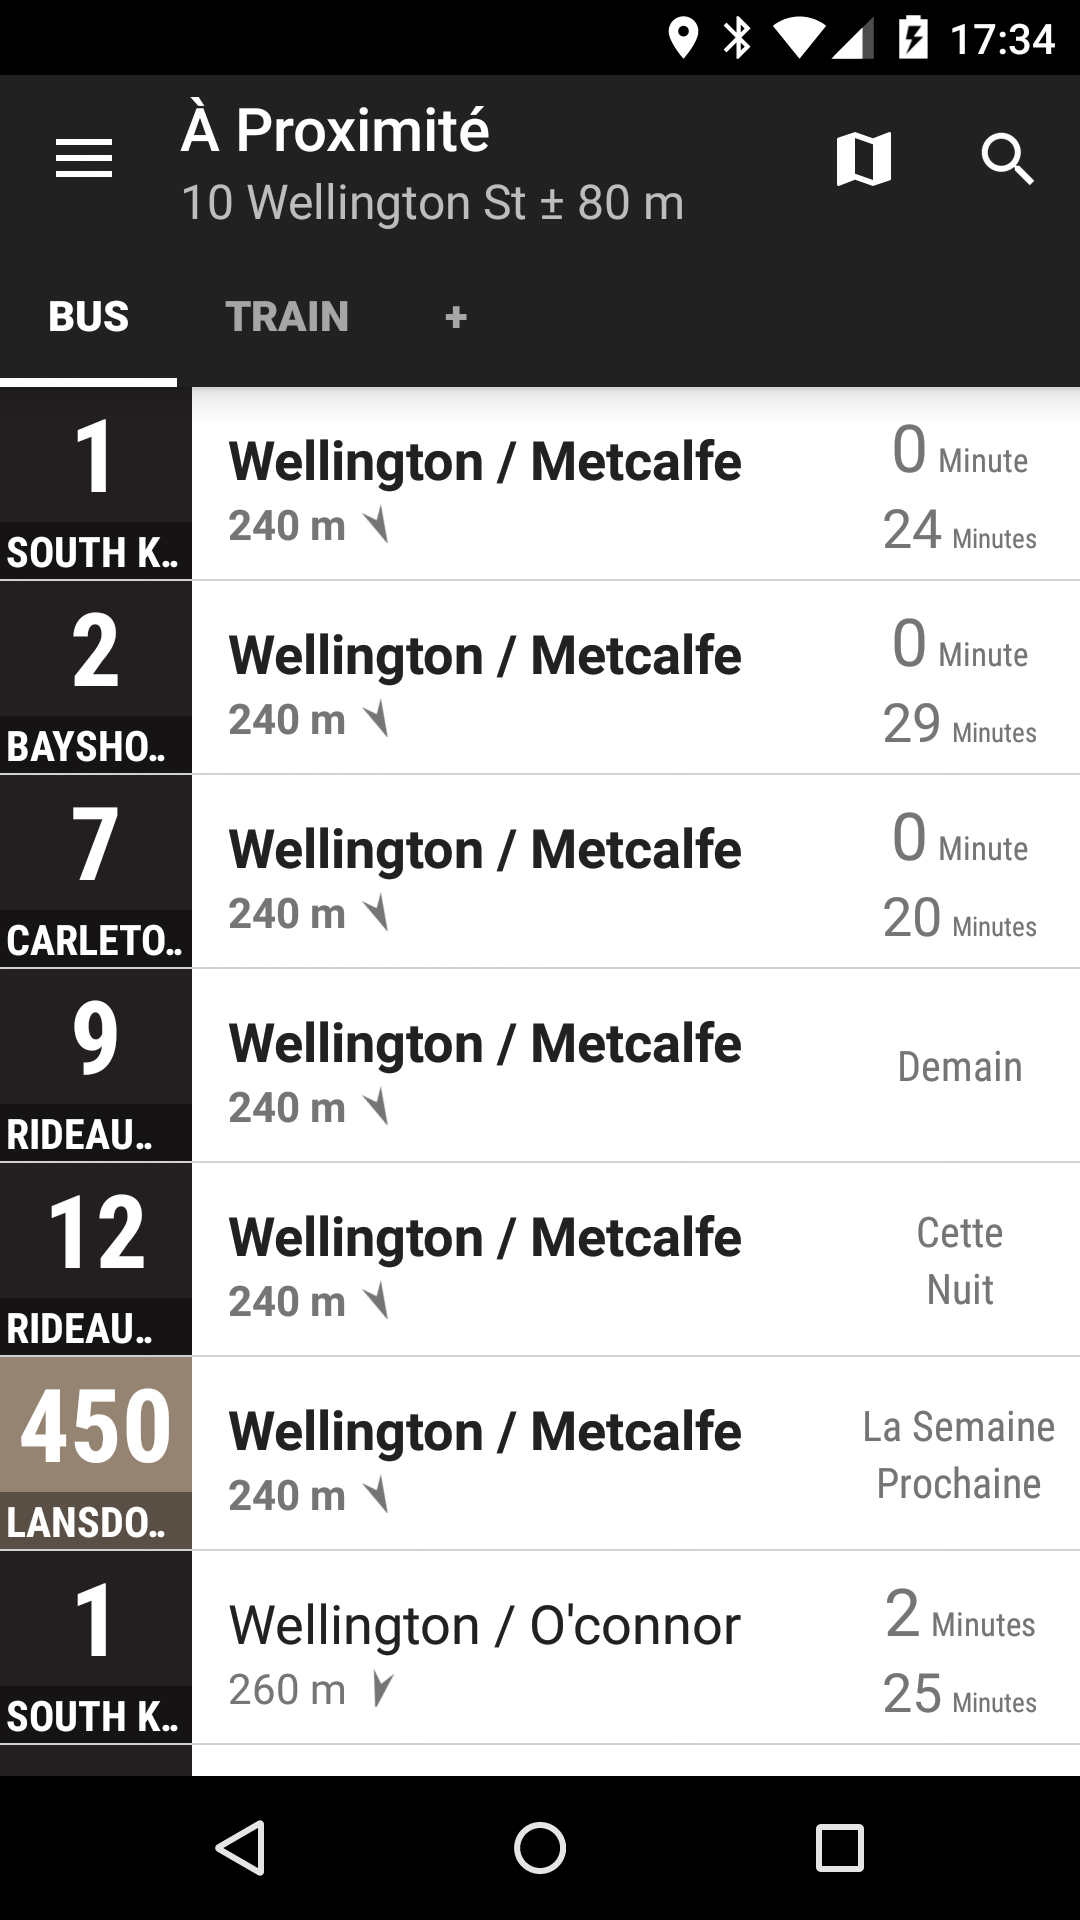 17:34
À Proximité
10 Wellington St ± 80 m
BUS TRAIN +
1
SOUTH K..
Wellington / Metcalfe
240 m
0 Minute
24 Minutes
2
BAYSHO..
Wellington / Metcalfe
240 m
0 Minute
29 Minutes
7
CARLETO..
Wellington / Metcalfe
240 m
0 Minute
20 Minutes
9
RIDEAU..
Wellington / Metcalfe
240 m
Demain
12
RIDEAU..
Wellington / Metcalfe
240 m
Cette
Nuit
450
LANSDO..
Wellington / Metcalfe
240 m
La Semaine
Prochaine
1
SOUTH K..
Wellington / O'connor
260 m
2 Minutes
25 Minutes